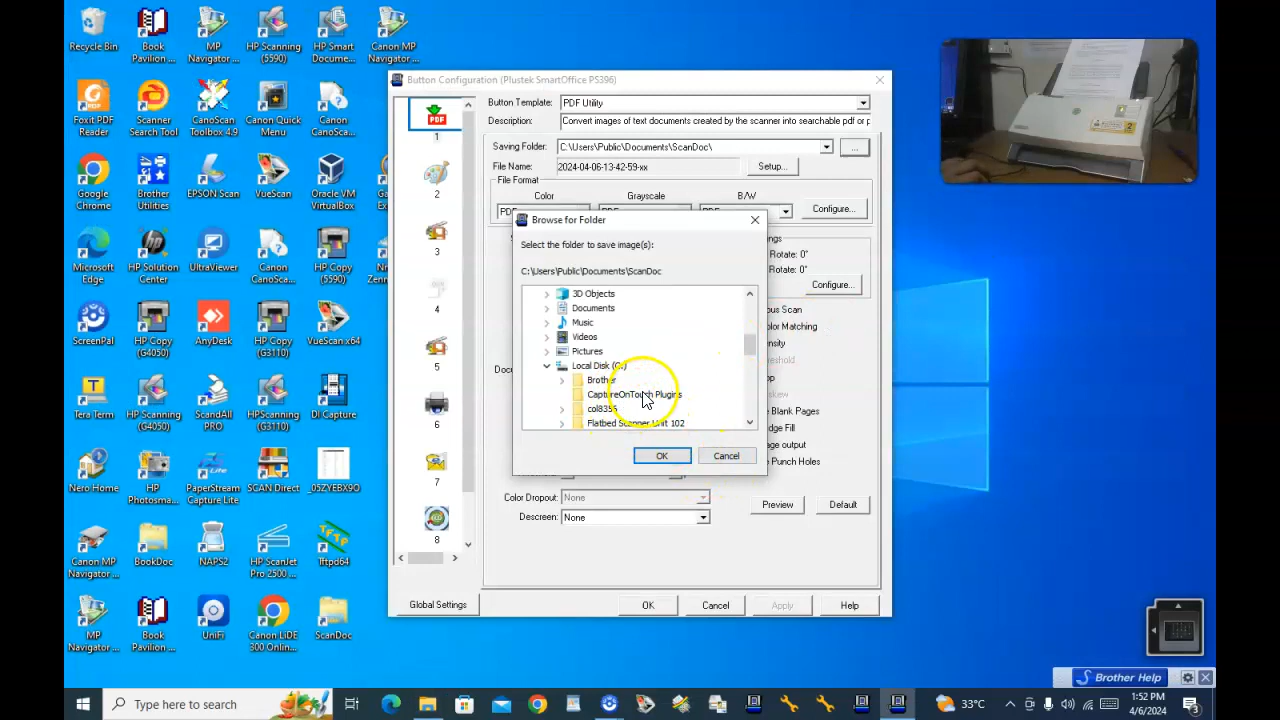 Recycle Bin
Book
Pavilion ...
MP
Navigator ...
HP Scanning
(5590)
HP Smart
Docume...
Canon MP
Navigator ...
Foxit PDF
Reader
Scanner
Search Tool
CanoScan
Toolbox 4.9
Canon Quick
Menu
Canon
CanoSca...
Google
Chrome
Brother
Utilities
EPSON Scan
VueScan
Oracle VM
VirtualBox
Microsoft
Edge
HP Solution
Center
UltraViewer
Canon
CanoSca...
HP Copy
(5590)
ScreenPal
HP Copy
(G4050)
AnyDesk
HP Copy
(G3110)
VueScan x64
Tera Term
HP Scanning
(G4050)
ScandAll
PRO
HPScanning
(G3110)
DI Capture
Nero Home
HP
Photosma...
PaperStream
Capture Lite
SCAN Direct
_05ZYEBX9O...
Canon MP
Navigator ...
BookDoc
NAPS2
HP ScanJet
Pro 2500 ...
Tftpd64
MP
Navigator ...
Book
Pavilion ...
UniFi
Canon LiDE
300 Onlin...
ScanDoc
Button Configuration (Plustek SmartOffice PS396)
1
2
3
4
5
6
7
8
Button Template: PDF Utility
Description: Convert images of text documents created by the scanner into searchable pdf or p
Saving Folder: C:\Users\Public\Documents\ScanDoc\ ...
File Name: 2024-04-06-13-42-59-xx Setup...
File Format
Color Grayscale B/W
Configure...
Browse for Folder
Select the folder to save image(s):
C:\Users\Public\Documents\ScanDoc
3D Objects
Documents
Music
Videos
Pictures
Local Disk (C:)
Brother
CaptureOnTouch Plugins
col8355
Flatbed Scanner Unit 102
OK Cancel
Rotate: 0°
Rotate: 0°
Configure...
Color Dropout: None
Descreen: None
Preview Default
Global Settings OK Cancel Apply Help
Brother Help
Type here to search
33°C
1:52 PM
4/6/2024
3